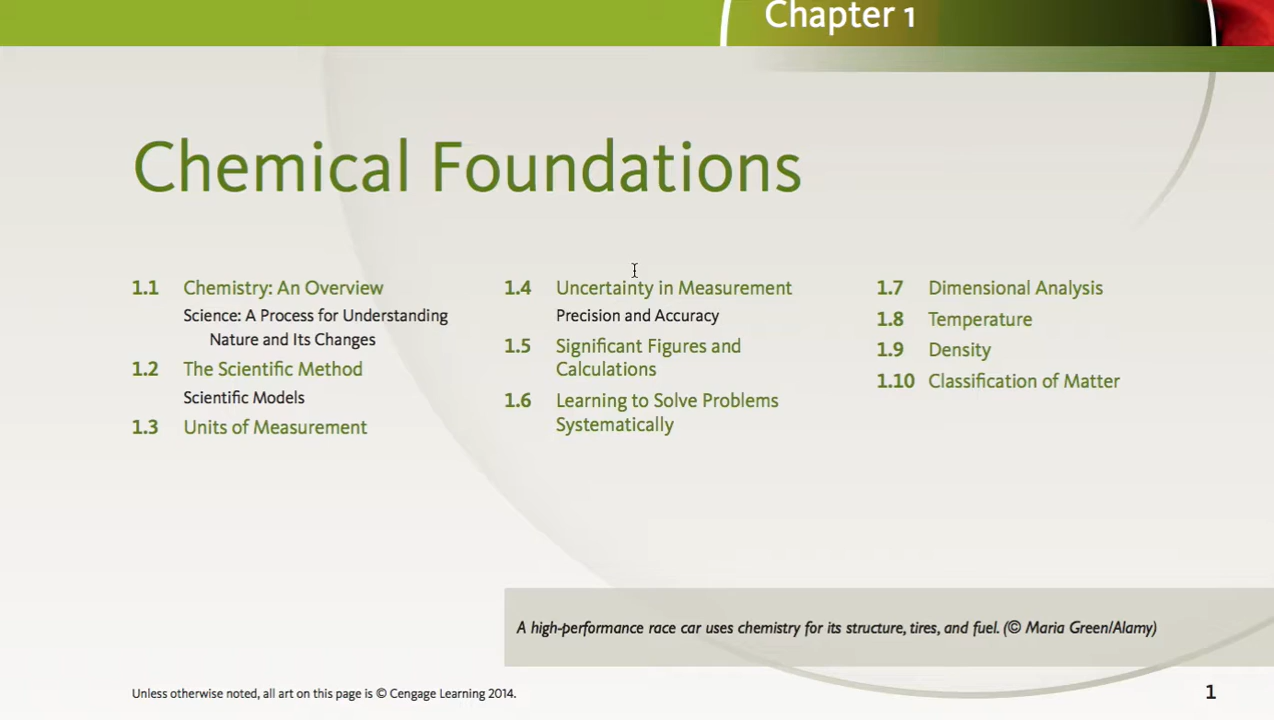 Chapter 1
Chemical Foundations
1.1 Chemistry: An Overview
Science: A Process for Understanding
Nature and Its Changes
1.2 The Scientific Method
Scientific Models
1.3 Units of Measurement
1.4 Uncertainty in Measurement
Precision and Accuracy
1.5 Significant Figures and
Calculations
1.6 Learning to Solve Problems
Systematically
1.7 Dimensional Analysis
1.8 Temperature
1.9 Density
1.10 Classification of Matter
A high-performance race car uses chemistry for its structure, tires, and fuel. (© Maria Green/Alamy)
Unless otherwise noted, all art on this page is © Cengage Learning 2014.
1